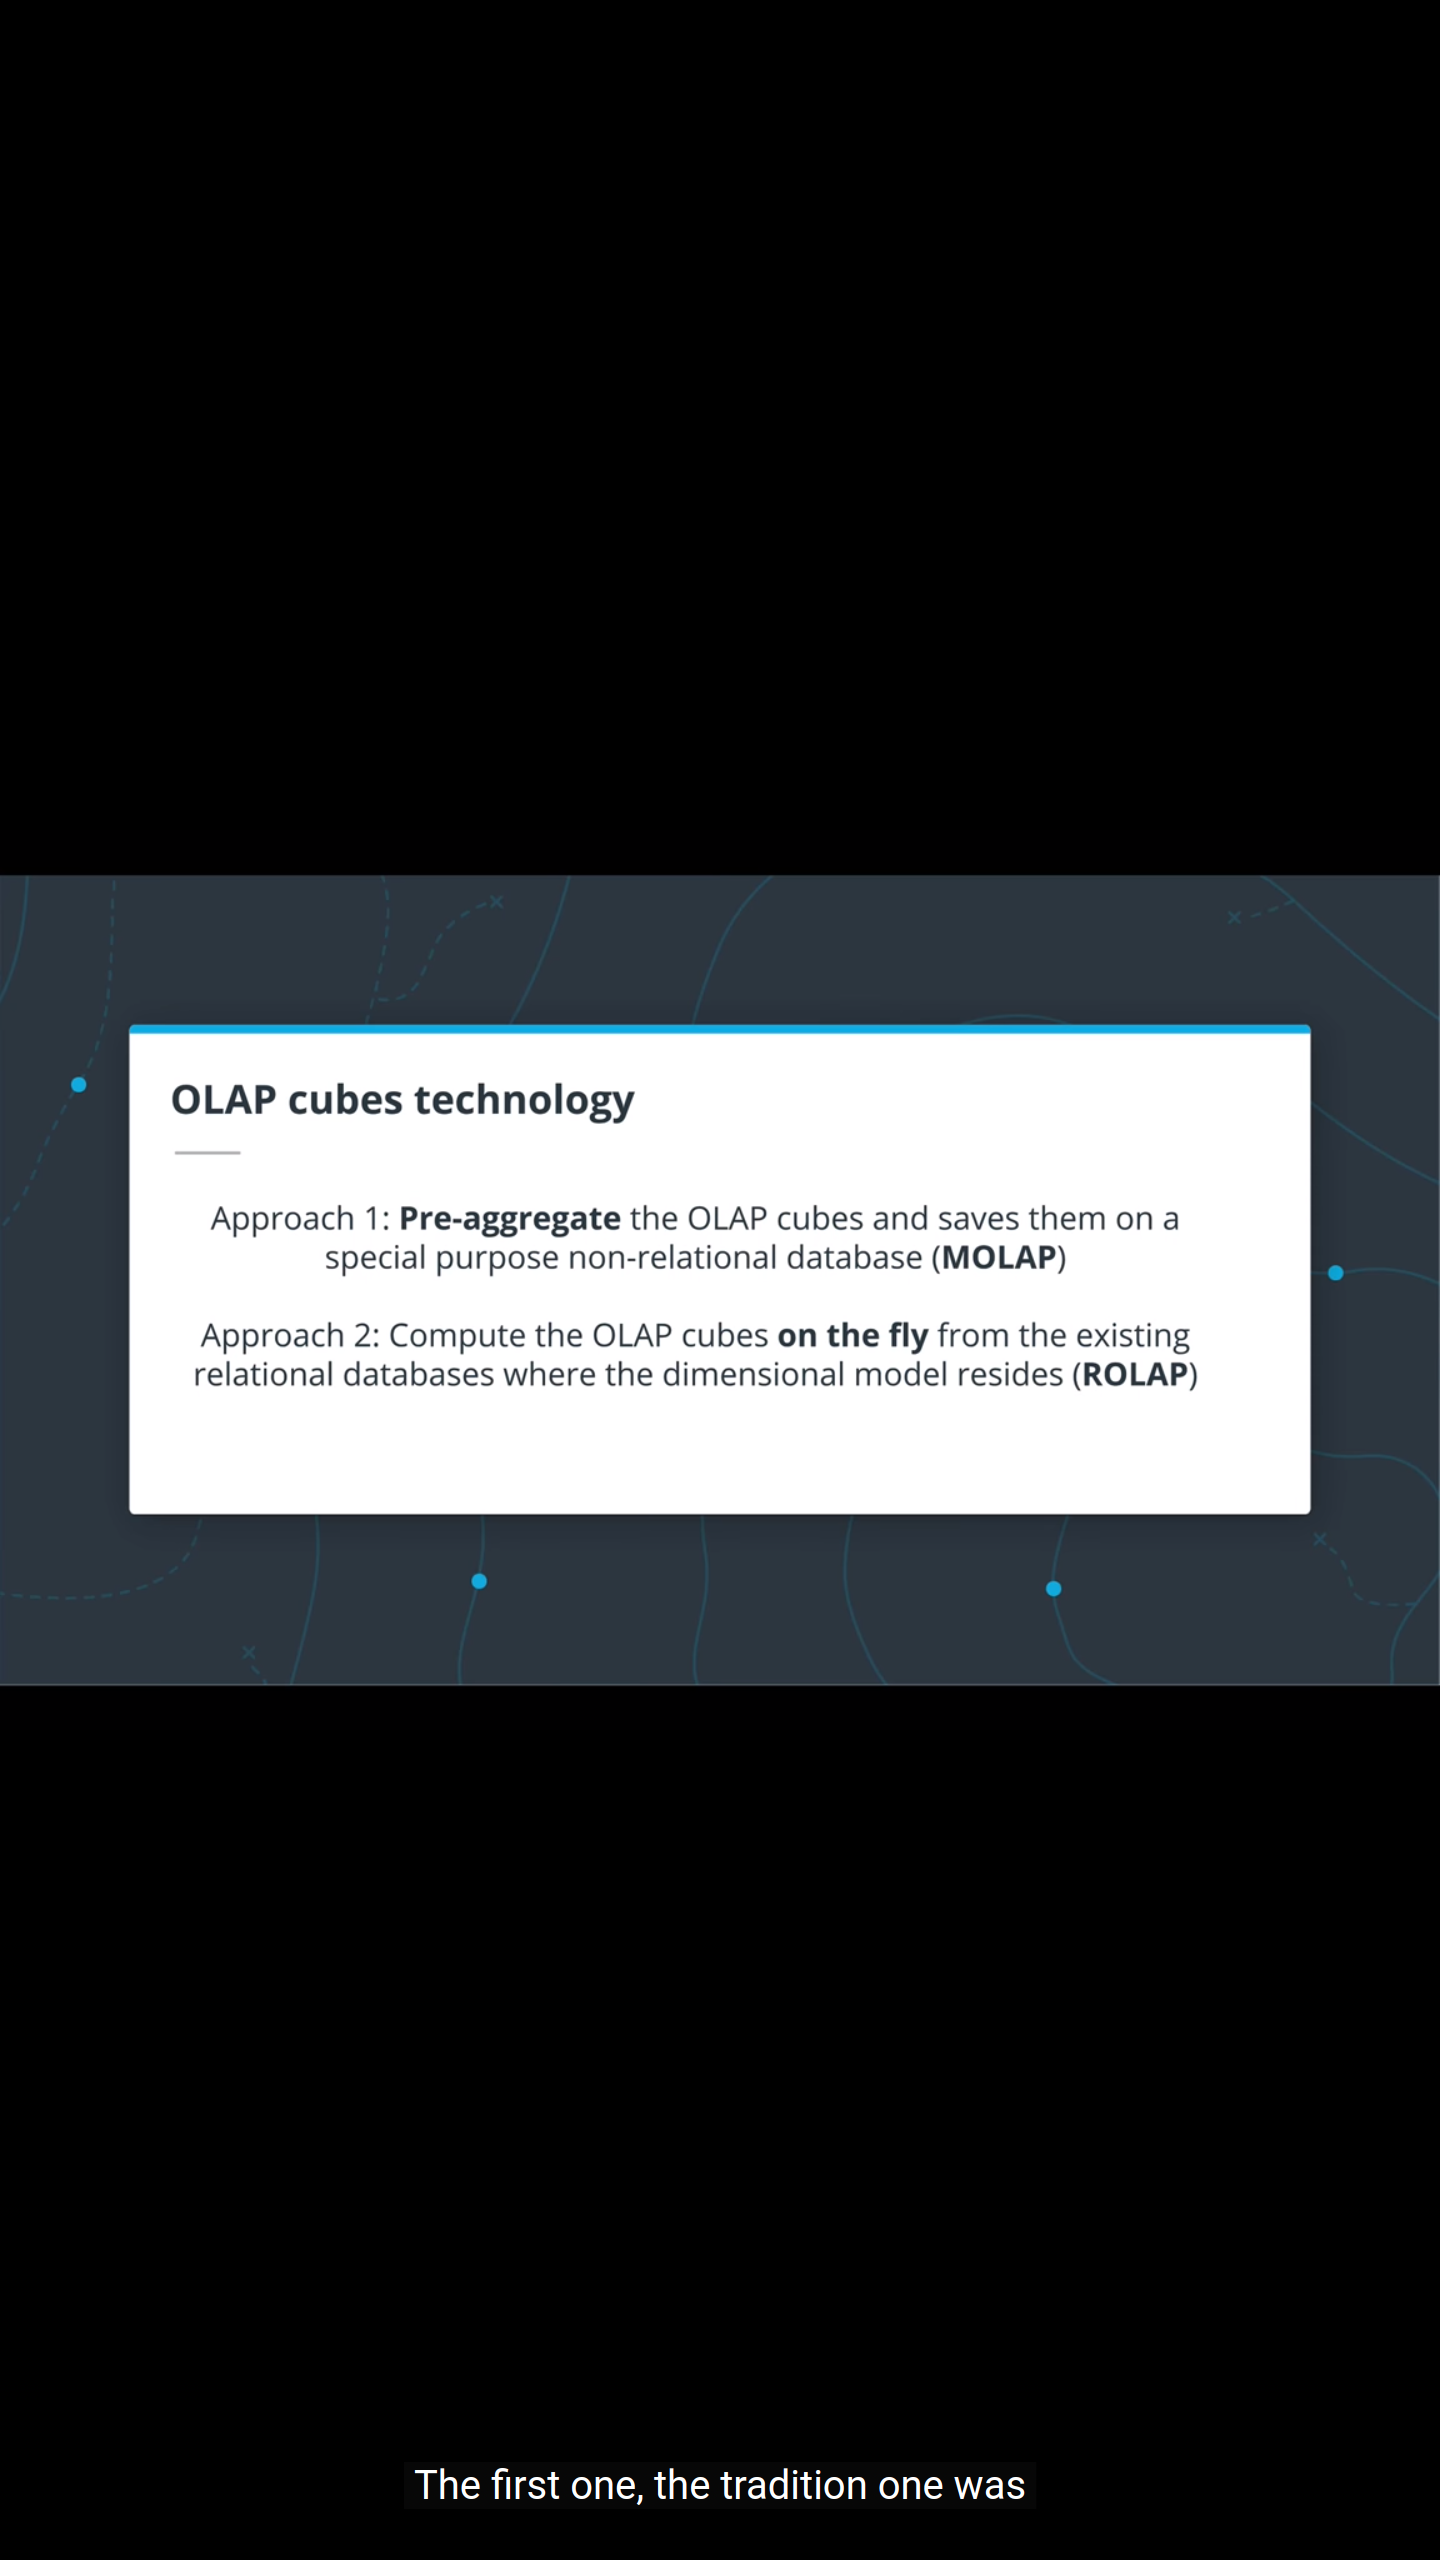 OLAP cubes technology
Approach 1: Pre-aggregate the OLAP cubes and saves them on a
special purpose non-relational database (MOLAP)
Approach 2: Compute the OLAP cubes on the fly from the existing
relational databases where the dimensional model resides (ROLAP)
The first one, the tradition one was